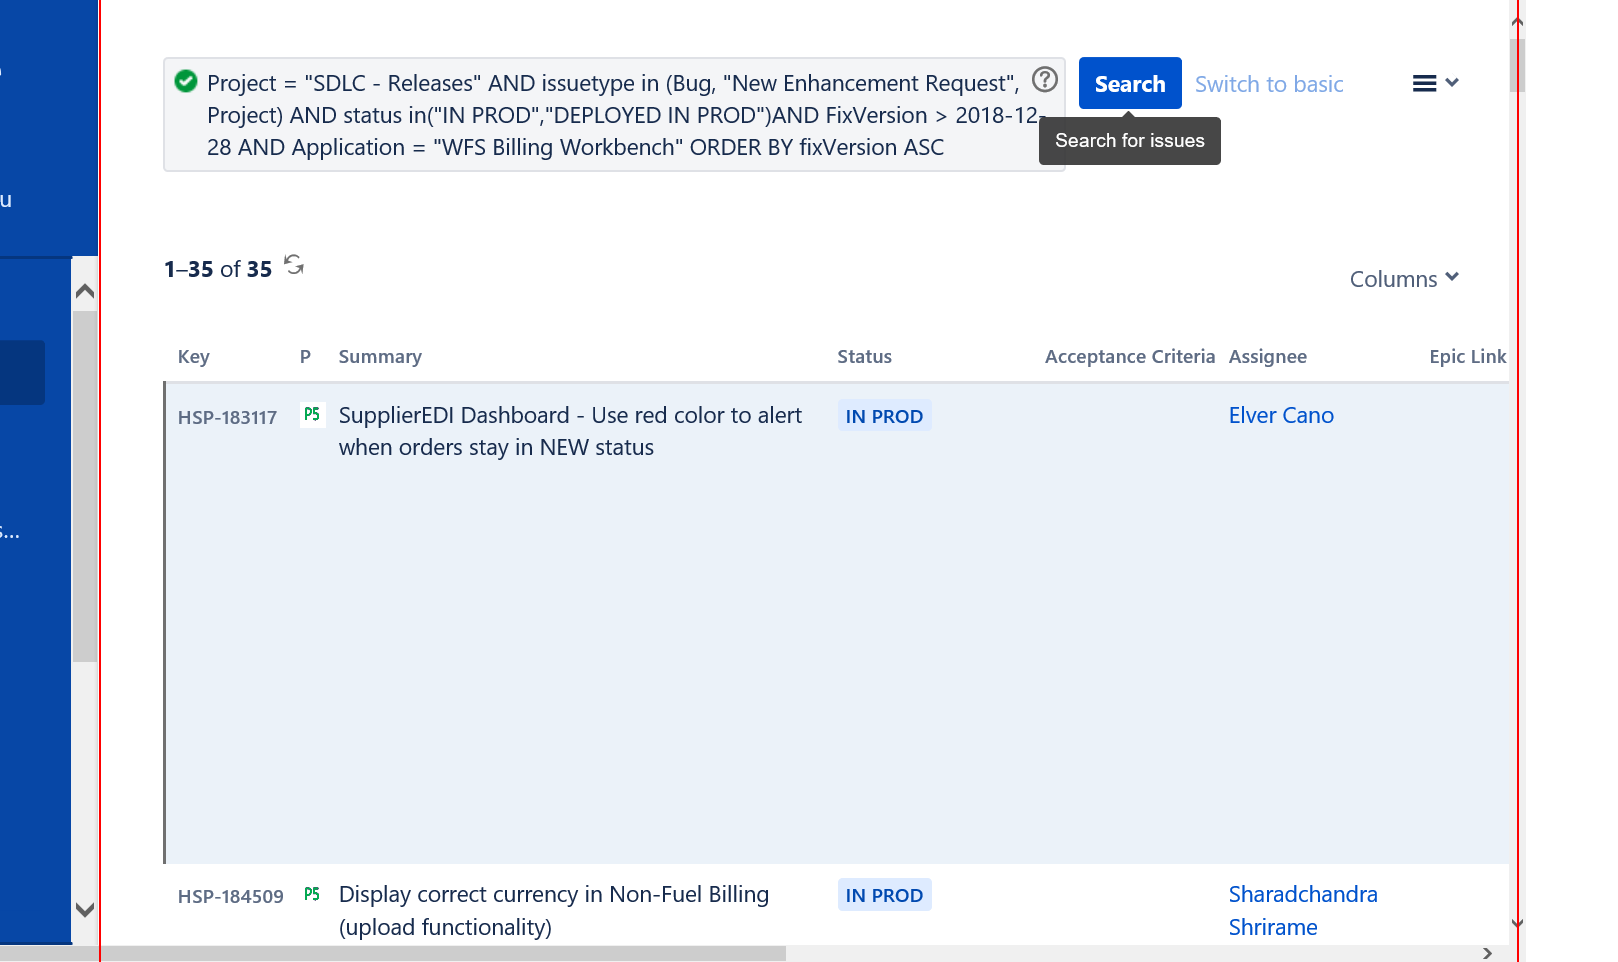 Project = "SDLC - Releases" AND issuetype in (Bug, "New Enhancement Request",
Project) AND status in("IN PROD","DEPLOYED IN PROD")AND FixVersion > 2018-12-
28 AND Application = "WFS Billing Workbench" ORDER BY fixVersion ASC
Search
Switch to basic
Search for issues
u
1–35 of 35
Columns
Key P Summary Status Acceptance Criteria Assignee Epic Link
HSP-183117 P5 SupplierEDI Dashboard - Use red color to alert IN PROD Elver Cano
when orders stay in NEW status
s...
HSP-184509 P5 Display correct currency in Non-Fuel Billing IN PROD Sharadchandra
(upload functionality) Shrirame